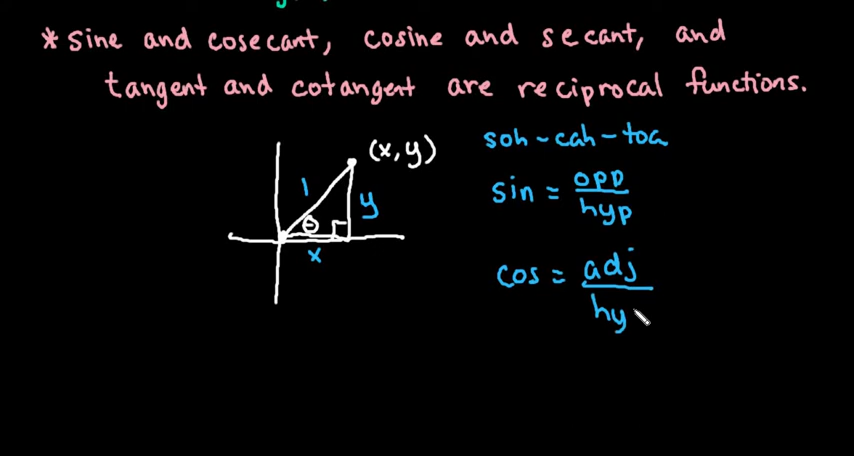 * Sine and cosecant, cosine and secant, and
tangent and cotangent are reciprocal functions.
soh-cah-toa
(x, y)
1
y
θ
x
sin = opp
hyp
cos = adj
hy